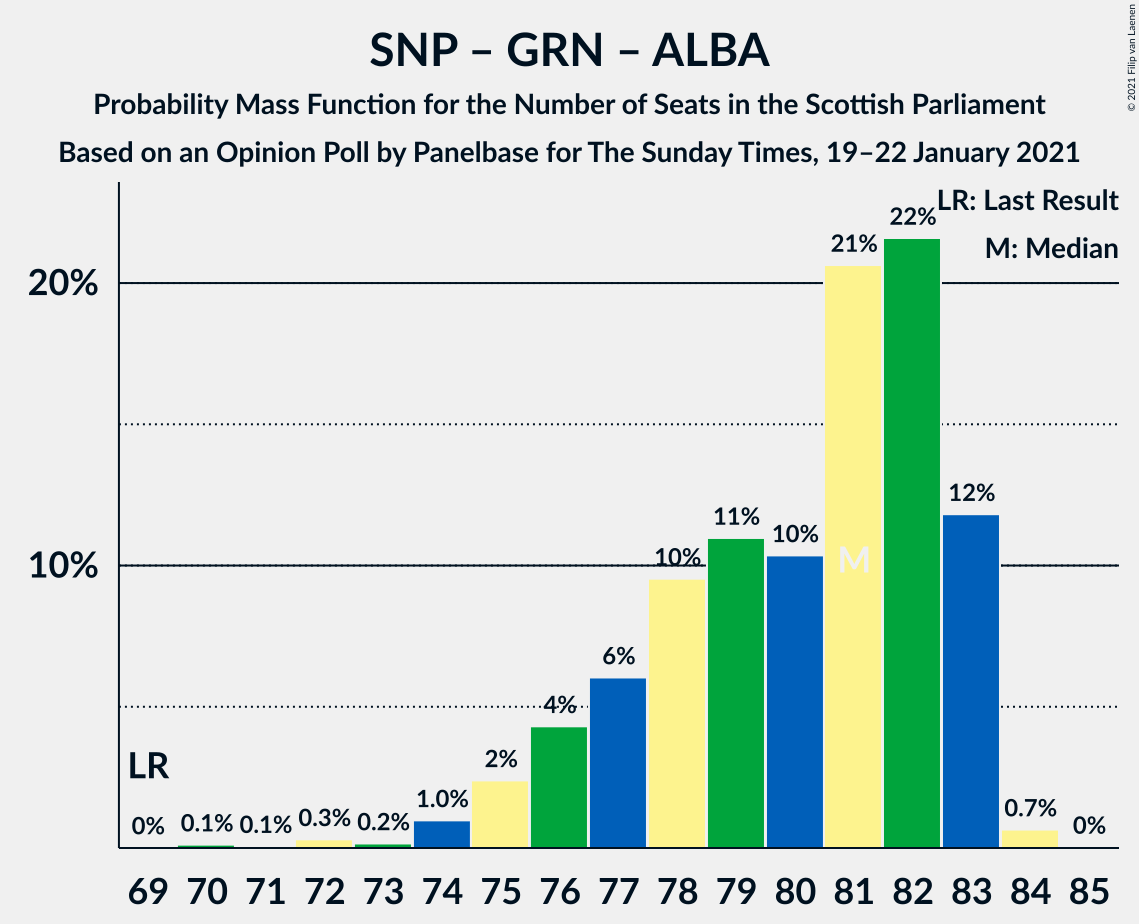 SNP – GRN – ALBA
Probability Mass Function for the Number of Seats in the Scottish Parliament
Based on an Opinion Poll by Panelbase for The Sunday Times, 19–22 January 2021
© 2021 Filip van Laenen
LR: Last Result
M: Median
20%
10%
LR
M
0%
0.1%
0.1%
0.3%
0.2%
1.0%
2%
4%
6%
10%
11%
10%
21%
22%
12%
0.7%
0%
69 70 71 72 73 74 75 76 77 78 79 80 81 82 83 84 85